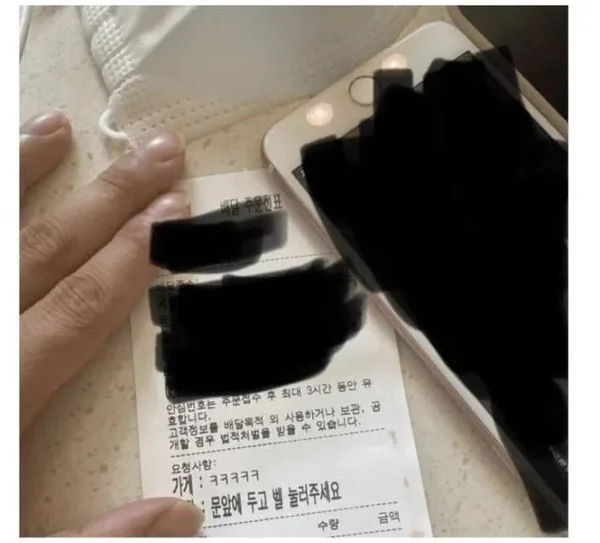 배달 주문전표
안심번호는 주문접수 후 최대 3시간 동안 유
효합니다.
고객정보를 배달목적 외 사용하거나 보관, 공
개할 경우 법적처벌을 받을 수 있습니다.
요청사항:
가게 : ㅋㅋㅋㅋㅋ
: 문앞에 두고 벨 눌러주세요
수량 금액